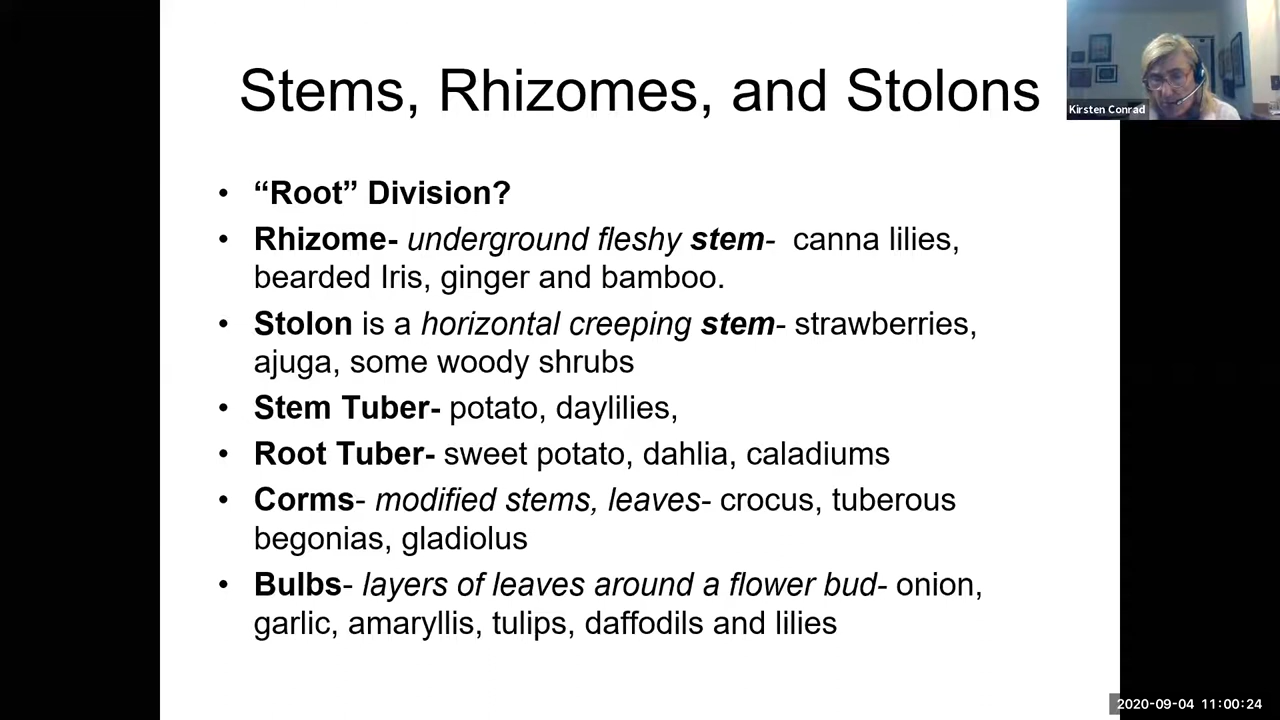 Stems, Rhizomes, and Stolons
Kirsten Conrad
• “Root” Division?
• Rhizome- underground fleshy stem- canna lilies,
bearded Iris, ginger and bamboo.
• Stolon is a horizontal creeping stem- strawberries,
ajuga, some woody shrubs
• Stem Tuber- potato, daylilies,
• Root Tuber- sweet potato, dahlia, caladiums
• Corms- modified stems, leaves- crocus, tuberous
begonias, gladiolus
• Bulbs- layers of leaves around a flower bud- onion,
garlic, amaryllis, tulips, daffodils and lilies
2020-09-04 11:00:24